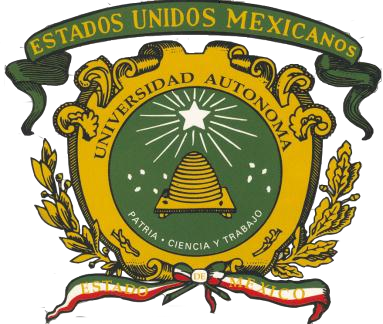 ESTADOS UNIDOS MEXICANOS
UNIVERSIDAD AUTONOMA
PATRIA · CIENCIA Y TRABAJO
ESTADO DE MEXICO